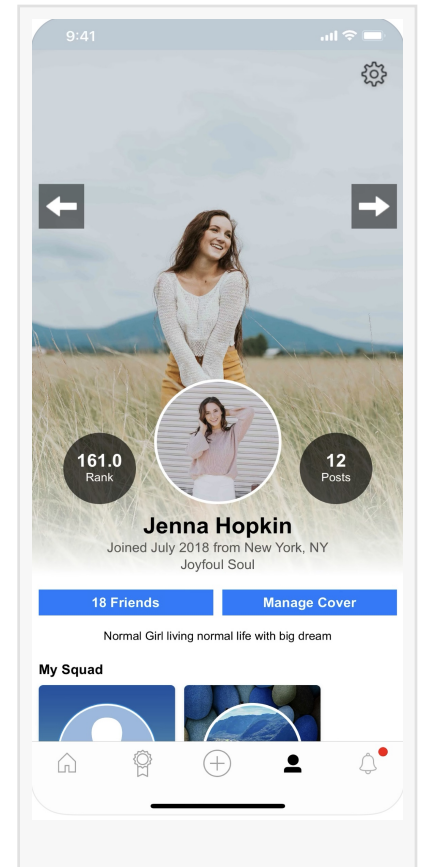 9:41
161.0
Rank
12
Posts
Jenna Hopkin
Joined July 2018 from New York, NY
Joyfoul Soul
18 Friends
Manage Cover
Normal Girl living normal life with big dream
My Squad